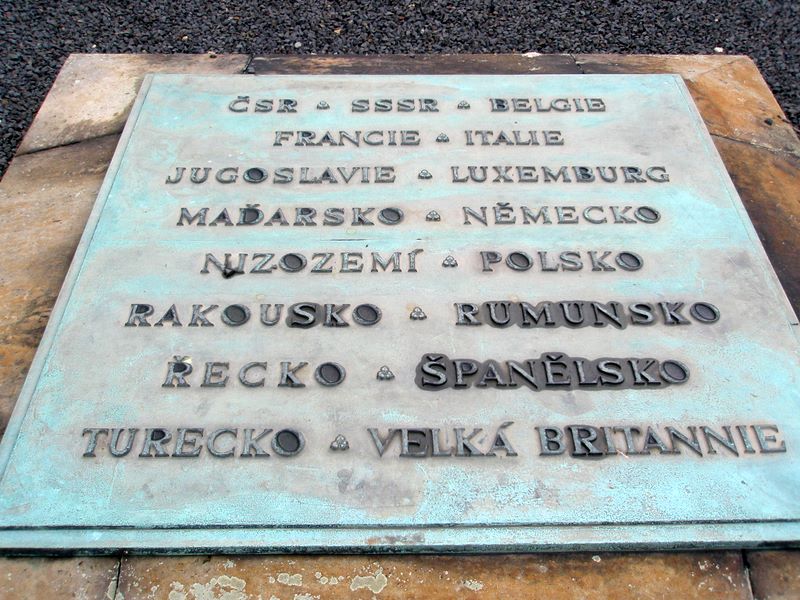 ČSR SSSR BELGIE
FRANCIE ITALIE
JUGOSLAVIE LUXEMBURG
MAĎARSKO NĚMECKO
NIZOZEMÍ POLSKO
RAKOUSKO RUMUNSKO
ŘECKO ŠPANĚLSKO
TURECKO VELKÁ BRITANNIE